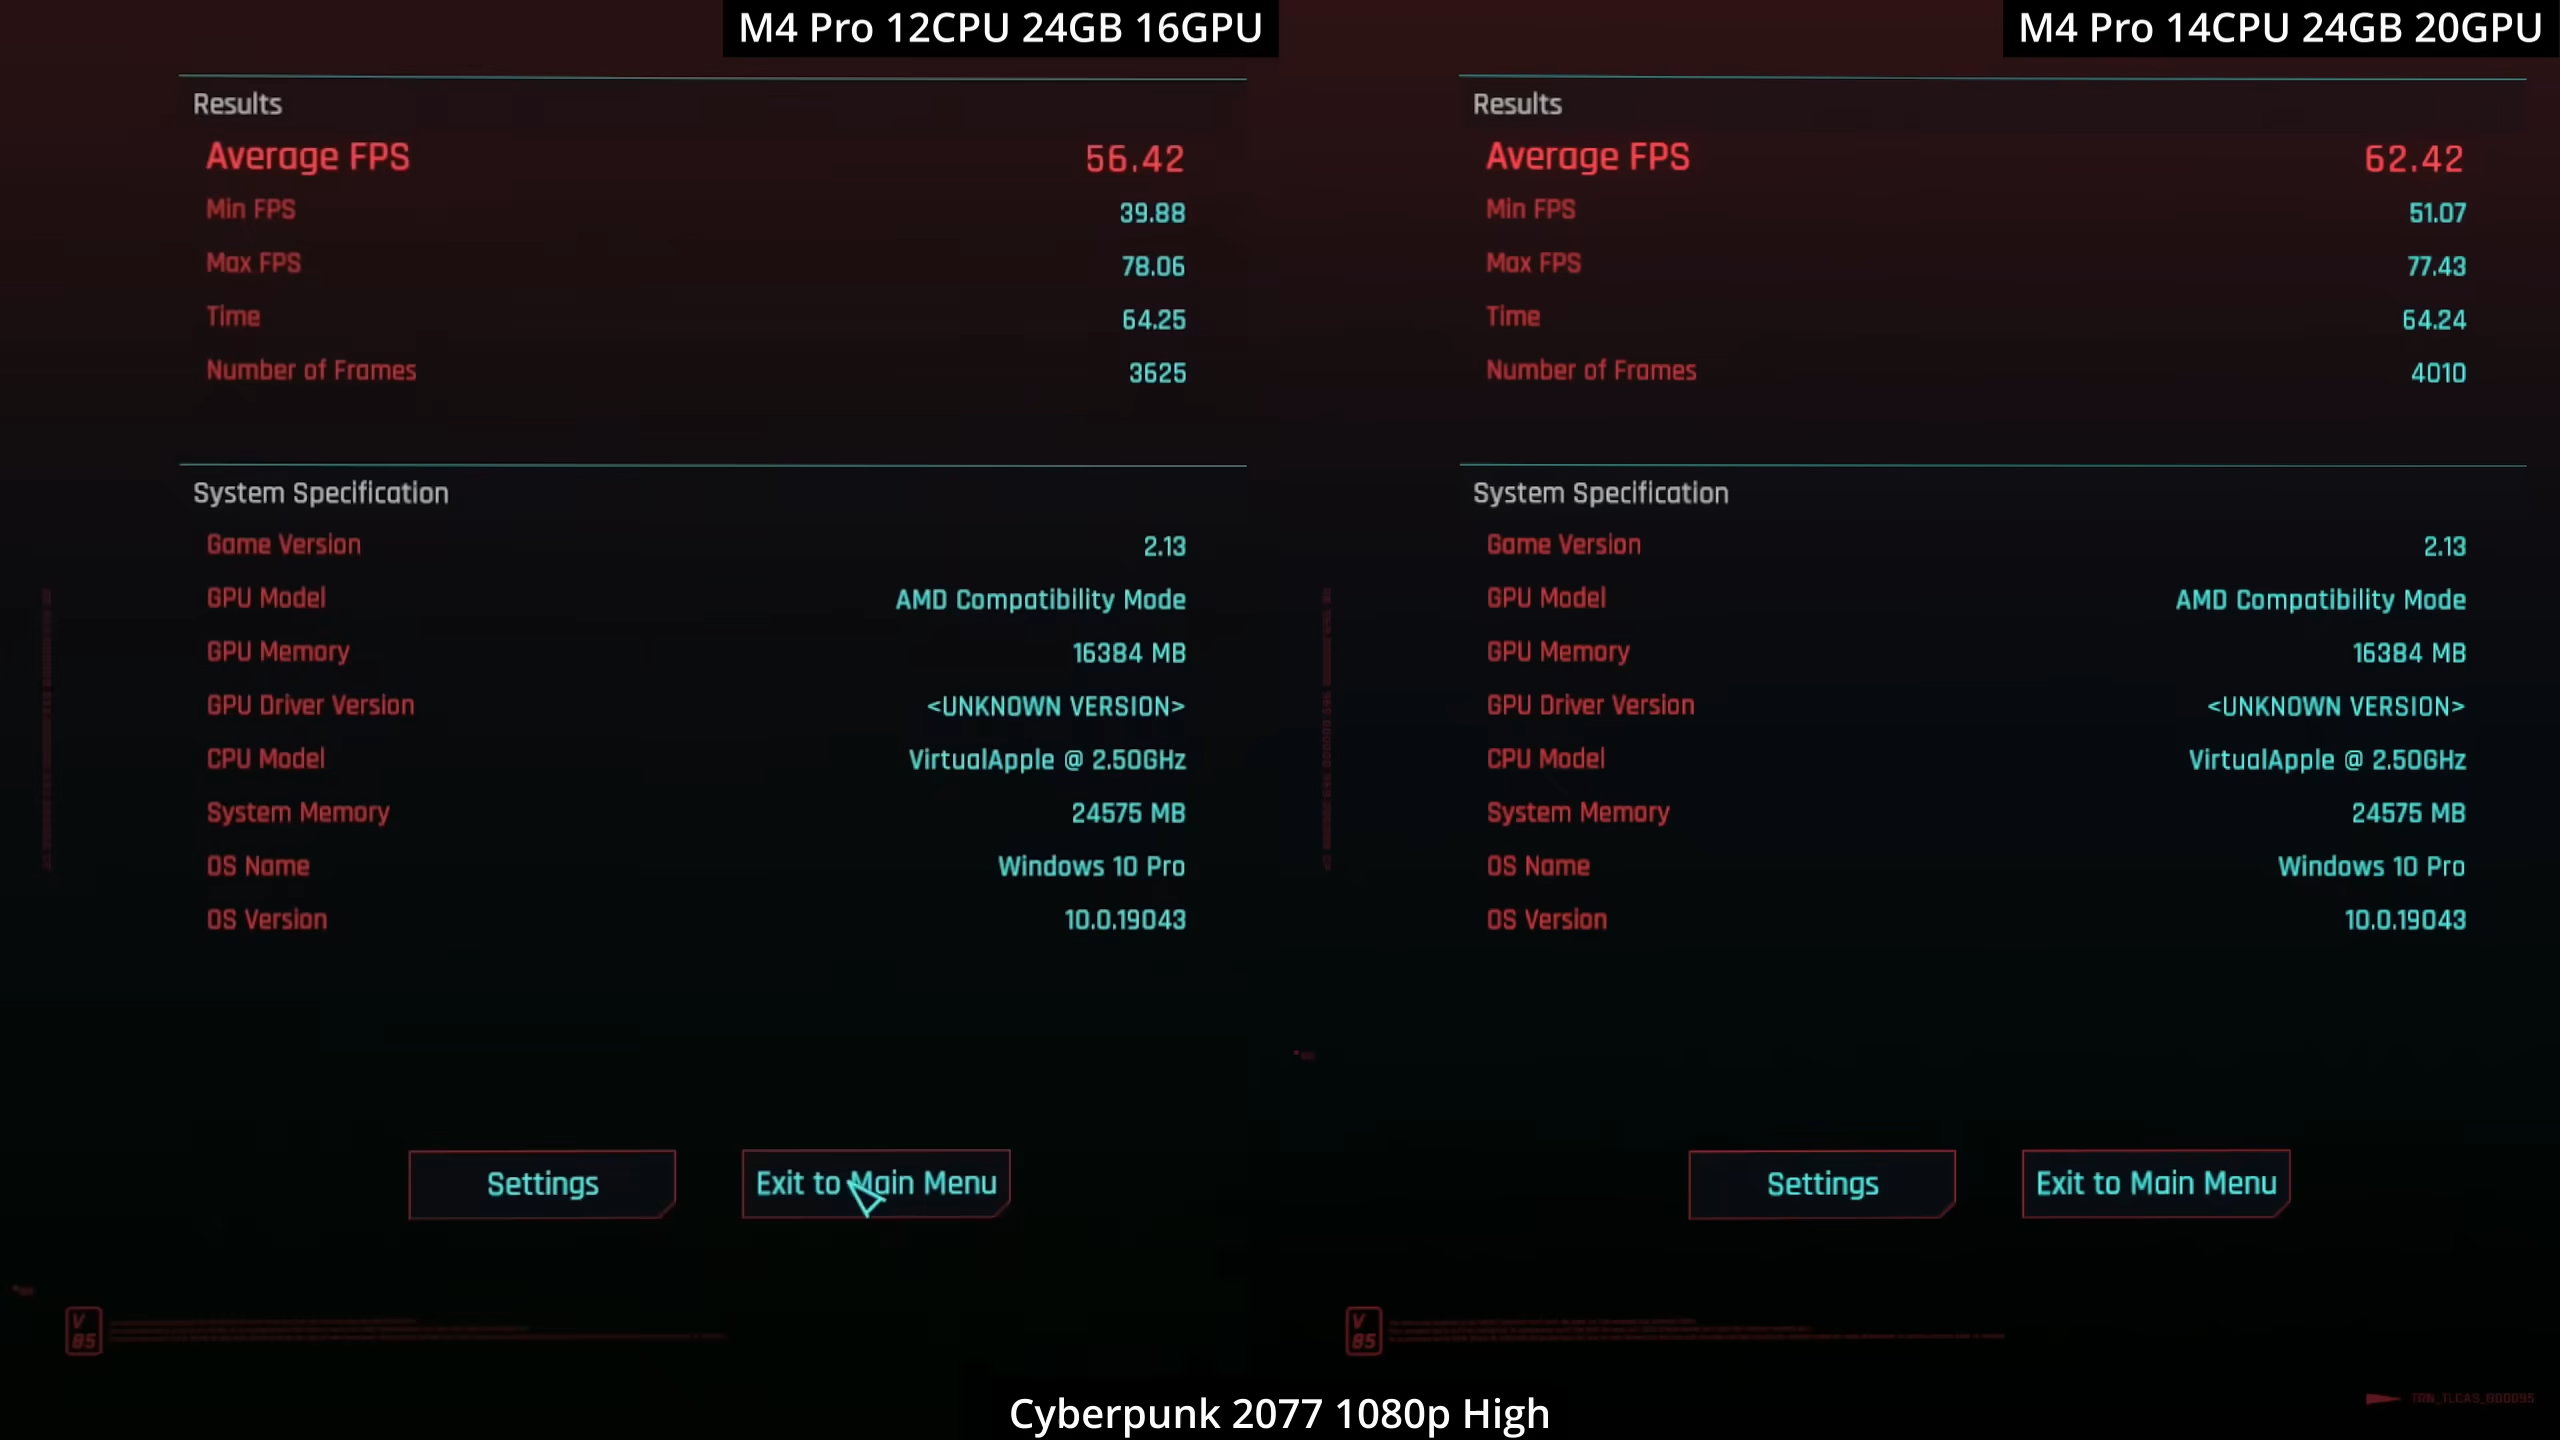 M4 Pro 12CPU 24GB 16GPU
Results
Average FPS 56.42
Min FPS 39.88
Max FPS 78.06
Time 64.25
Number of Frames 3625
System Specification
Game Version 2.13
GPU Model AMD Compatibility Mode
GPU Memory 16384 MB
GPU Driver Version <UNKNOWN VERSION>
CPU Model VirtualApple @ 2.50GHz
System Memory 24575 MB
OS Name Windows 10 Pro
OS Version 10.0.19043
Settings Exit to Main Menu
V
85
M4 Pro 14CPU 24GB 20GPU
Results
Average FPS 62.42
Min FPS 51.07
Max FPS 77.43
Time 64.24
Number of Frames 4010
System Specification
Game Version 2.13
GPU Model AMD Compatibility Mode
GPU Memory 16384 MB
GPU Driver Version <UNKNOWN VERSION>
CPU Model VirtualApple @ 2.50GHz
System Memory 24575 MB
OS Name Windows 10 Pro
OS Version 10.0.19043
Settings Exit to Main Menu
V
85
Cyberpunk 2077 1080p High